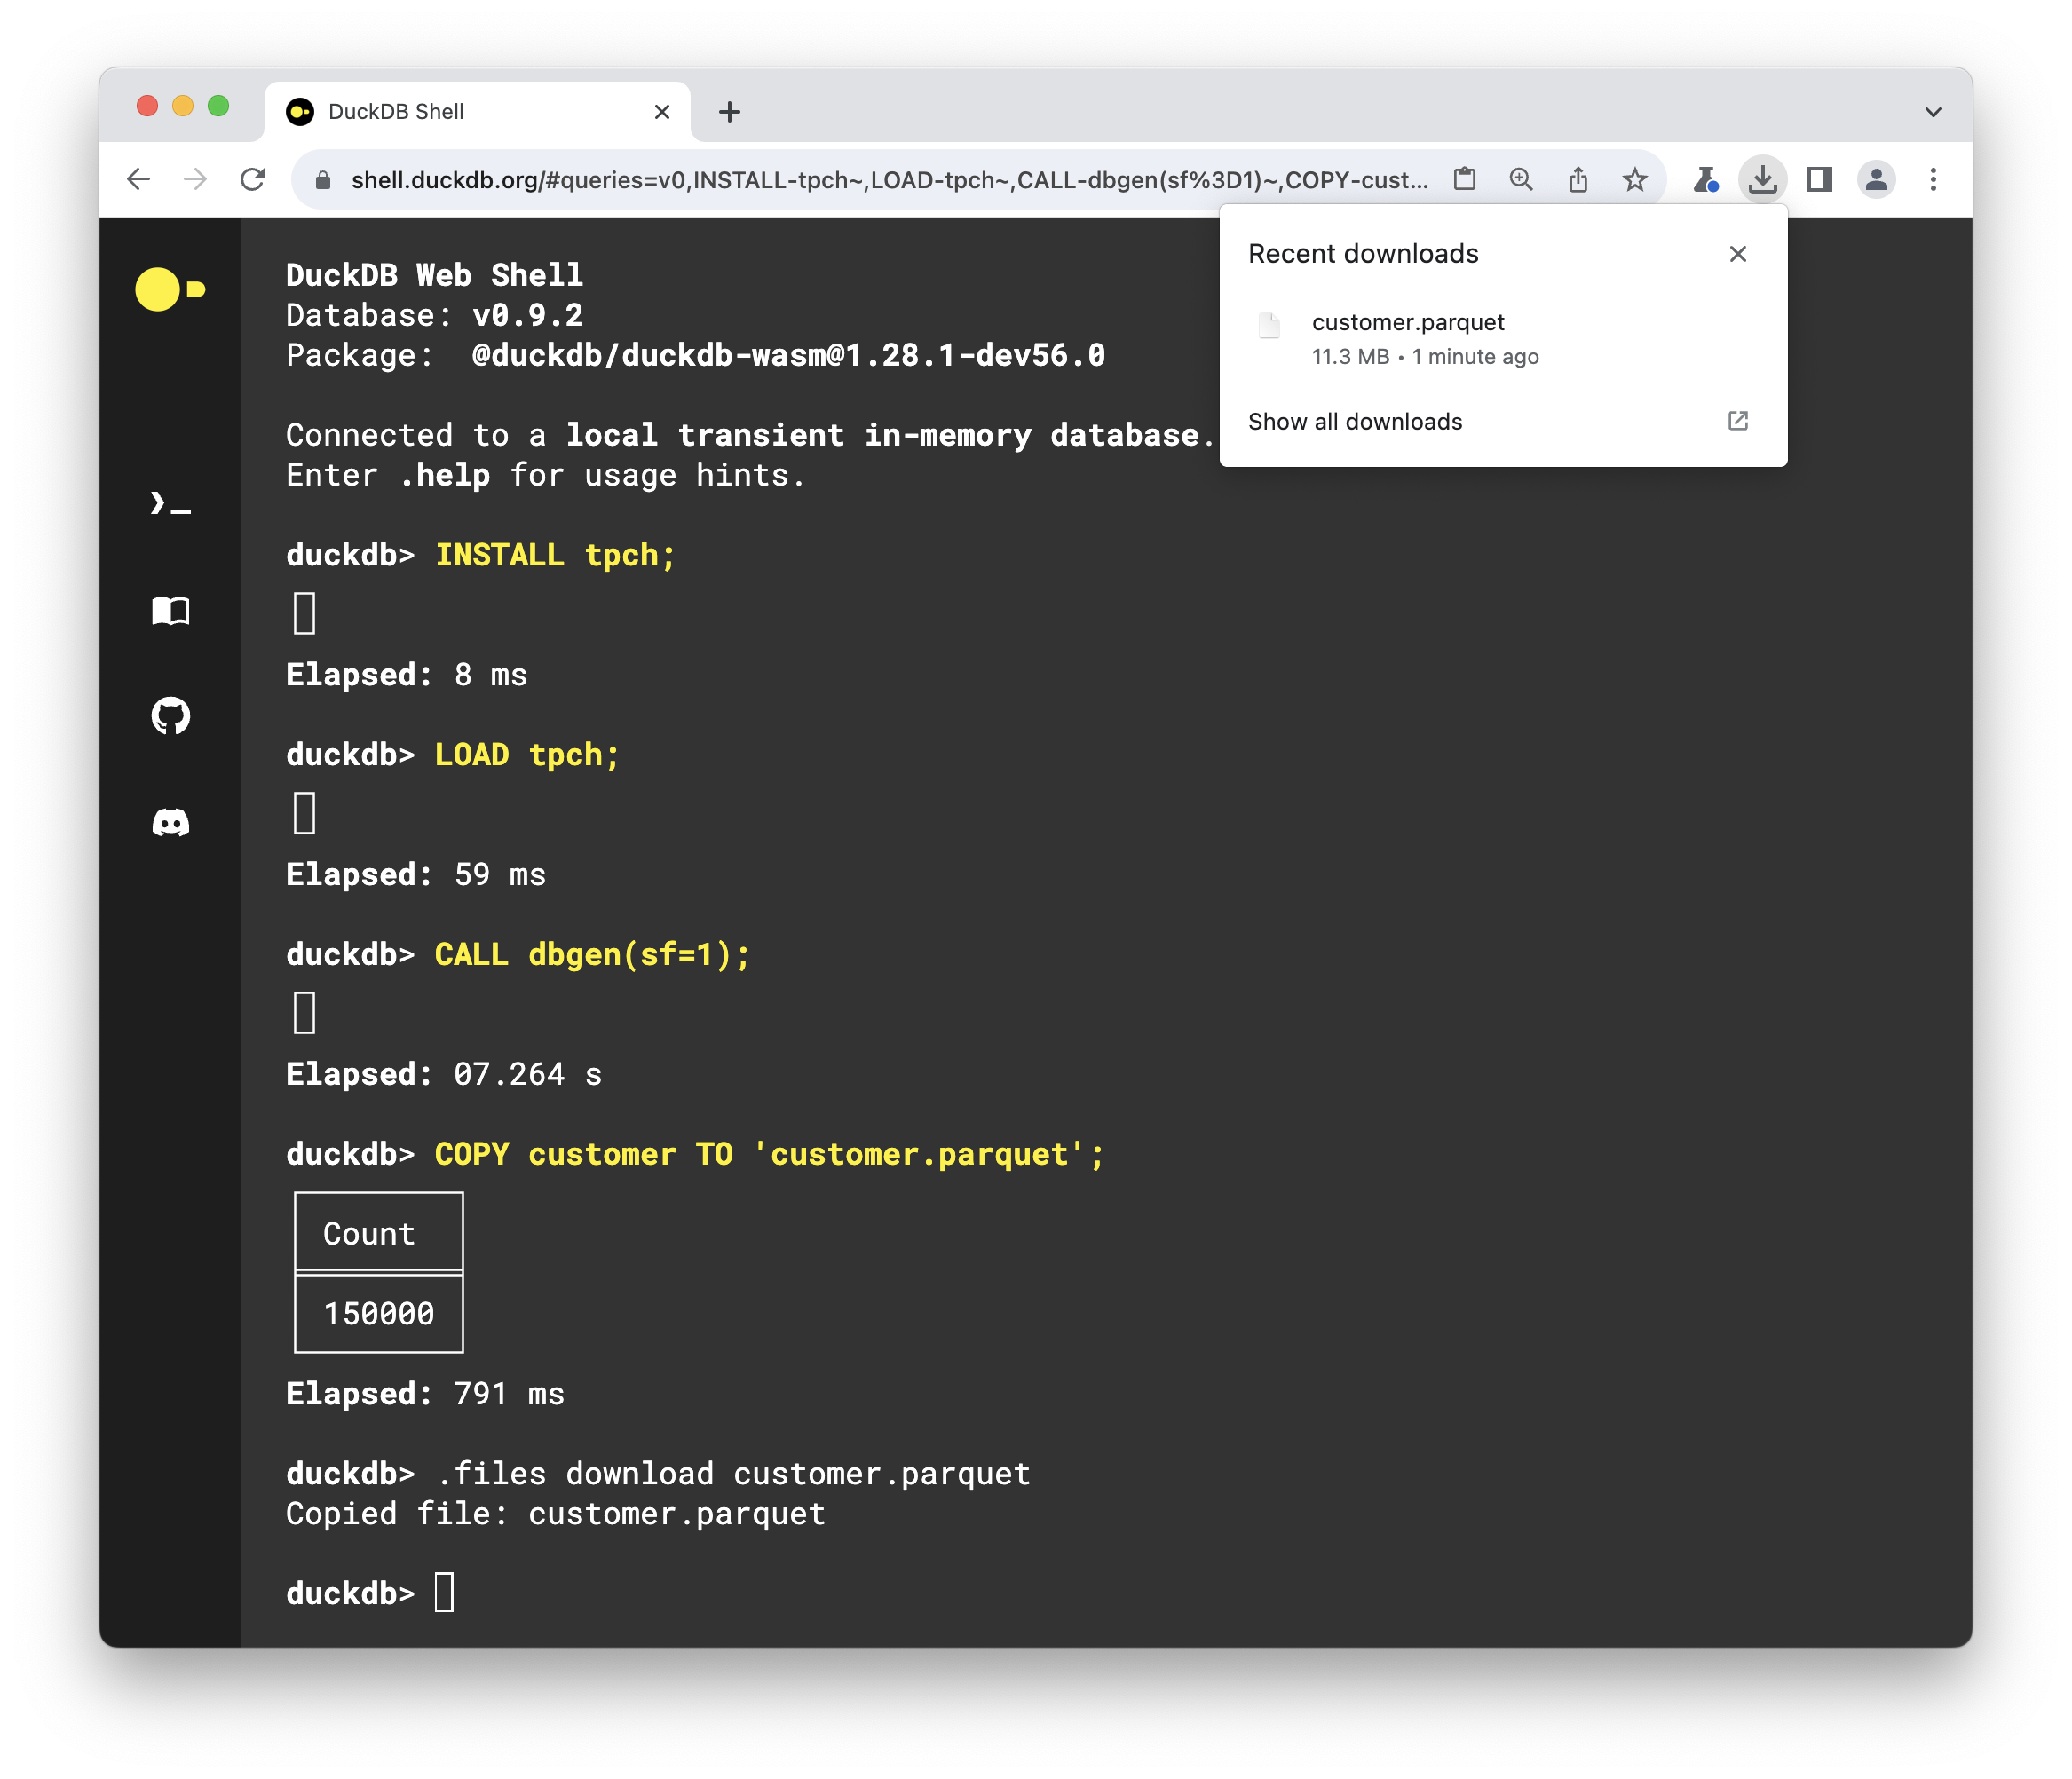 DuckDB Shell
shell.duckdb.org/#queries=v0,INSTALL-tpch~,LOAD-tpch~,CALL-dbgen(sf%3D1)~,COPY-cust...
Recent downloads
customer.parquet
11.3 MB • 1 minute ago
Show all downloads
DuckDB Web Shell
Database: v0.9.2
Package: @duckdb/duckdb-wasm@1.28.1-dev56.0
Connected to a local transient in-memory database.
Enter .help for usage hints.
duckdb> INSTALL tpch;
Elapsed: 8 ms
duckdb> LOAD tpch;
Elapsed: 59 ms
duckdb> CALL dbgen(sf=1);
Elapsed: 07.264 s
duckdb> COPY customer TO 'customer.parquet';
Count
150000
Elapsed: 791 ms
duckdb> .files download customer.parquet
Copied file: customer.parquet
duckdb>